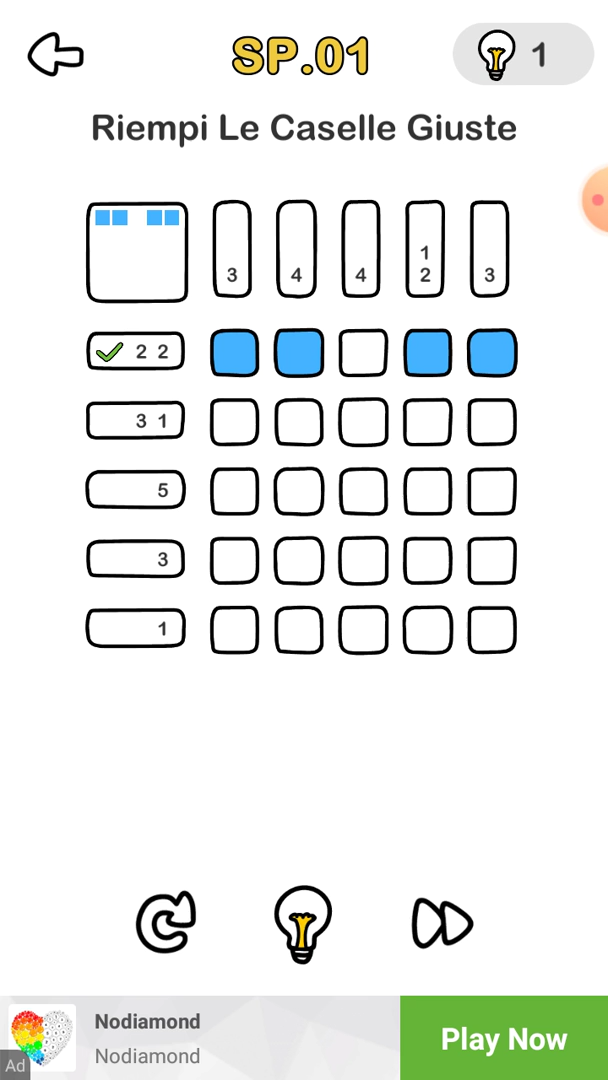 SP.01
1
Riempi Le Caselle Giuste
3 4 4 1 2 3
2 2
3 1
5
3
1
Nodiamond
Nodiamond
Play Now
Ad